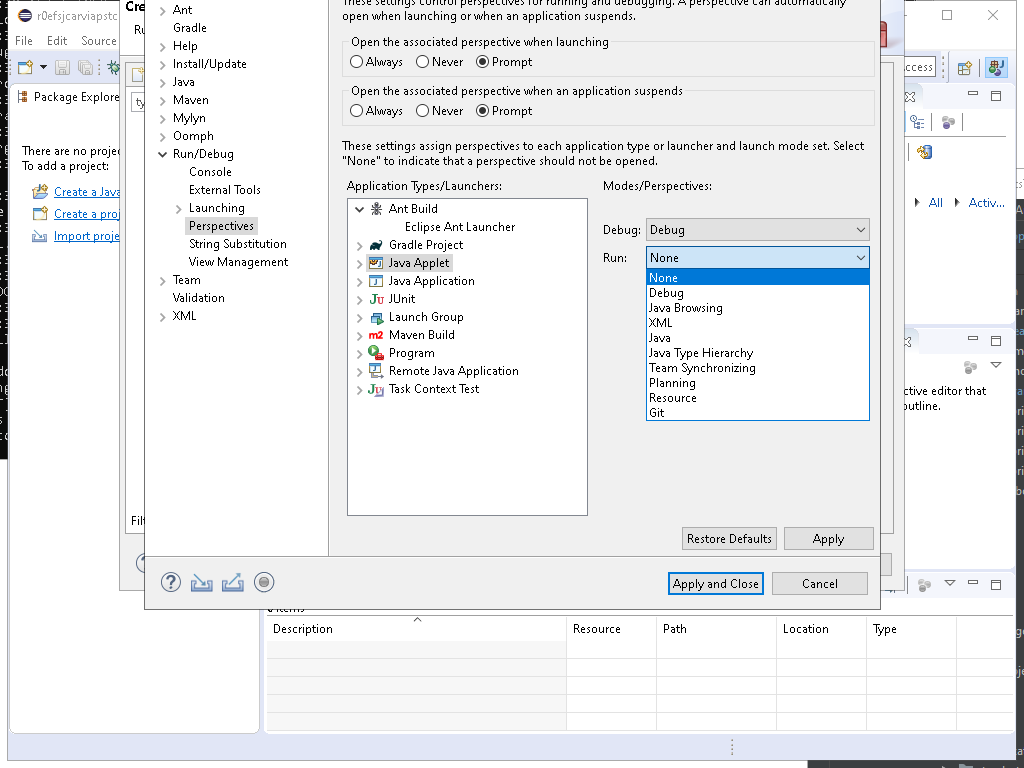 r0efsjcarviapstc
File Edit Source
Package Explore
There are no proje
To add a project:
Create a Java
Create a proj
Import proje
Cre
Ru
ty
Filt
Ant
Gradle
Help
Install/Update
Java
Maven
Mylyn
Oomph
Run/Debug
Console
External Tools
Launching
Perspectives
String Substitution
View Management
Team
Validation
XML
These settings control perspectives for running and debugging. A perspective can automatically
open when launching or when an application suspends.
Open the associated perspective when launching
Always Never Prompt
Open the associated perspective when an application suspends
Always Never Prompt
These settings assign perspectives to each application type or launcher and launch mode set. Select
"None" to indicate that a perspective should not be opened.
Application Types/Launchers:
Ant Build
Eclipse Ant Launcher
Gradle Project
Java Applet
Java Application
JUnit
Launch Group
Maven Build
Program
Remote Java Application
Task Context Test
Modes/Perspectives:
Debug: Debug
Run: None
None
Debug
Java Browsing
XML
Java
Java Type Hierarchy
Team Synchronizing
Planning
Resource
Git
Restore Defaults Apply
Apply and Close Cancel
ccess
All Activ...
ctive editor that
outline.
Description Resource Path Location Type